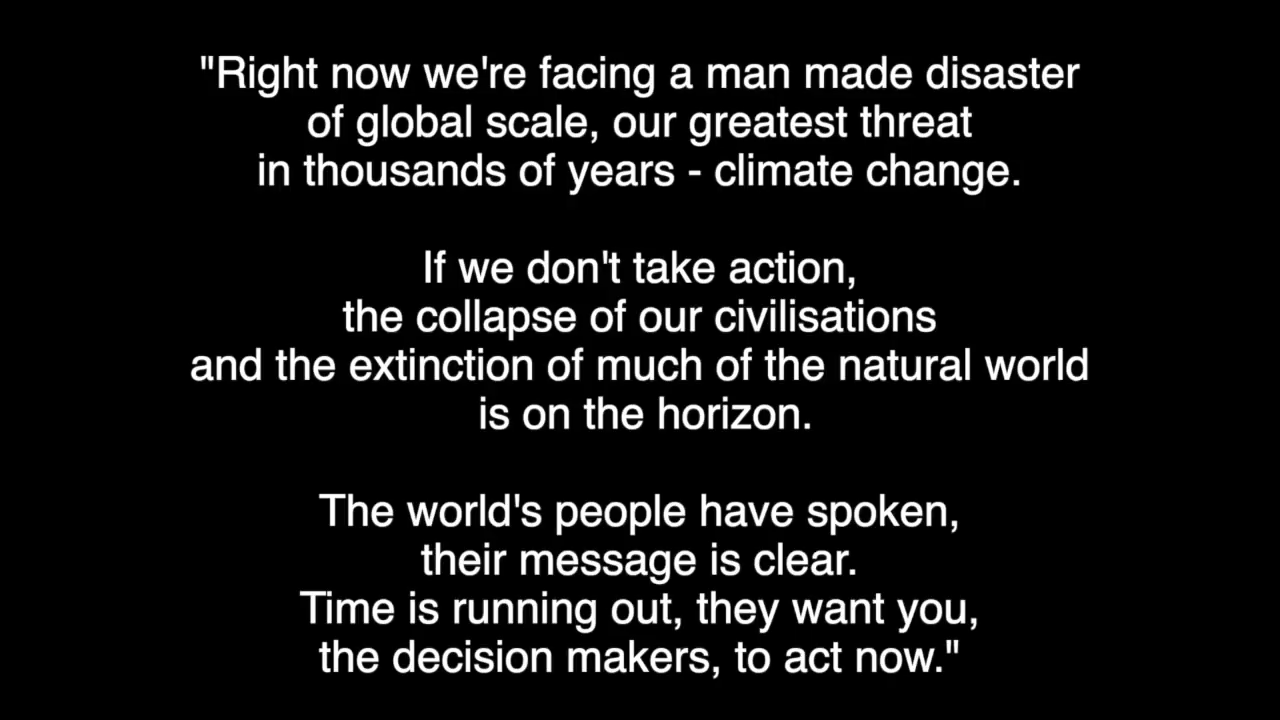 "Right now we're facing a man made disaster
of global scale, our greatest threat
in thousands of years - climate change.
If we don't take action,
the collapse of our civilisations
and the extinction of much of the natural world
is on the horizon.
The world's people have spoken,
their message is clear.
Time is running out, they want you,
the decision makers, to act now."